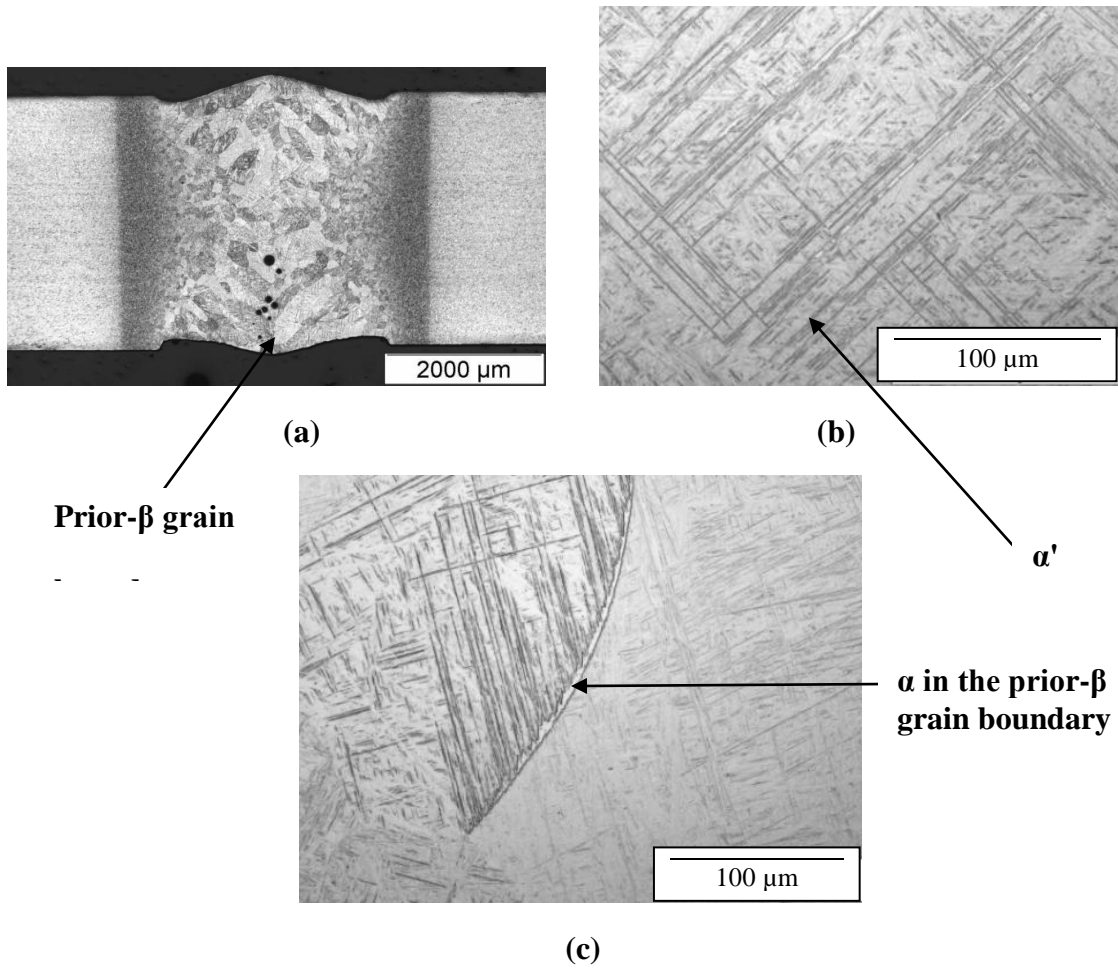 2000 μm
100 μm
(a)
(b)
Prior-β grain
α'
α in the prior-β
grain boundary
100 μm
(c)